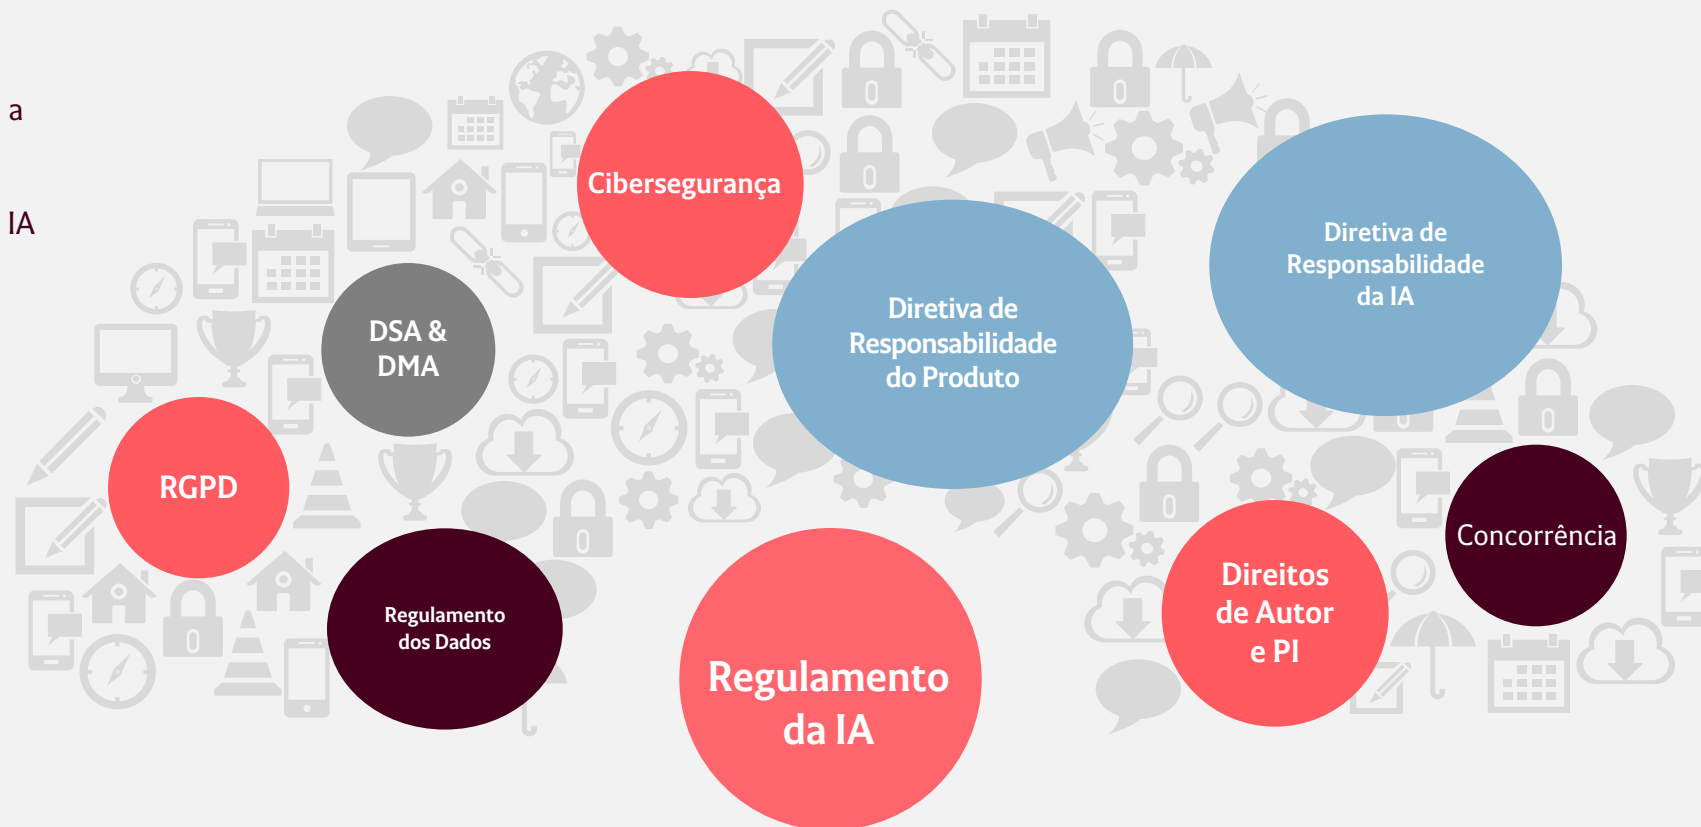 a
IA
Cibersegurança
Diretiva de
Responsabilidade
da IA
Diretiva de
Responsabilidade
do Produto
DSA &
DMA
RGPD
Concorrência
Regulamento
dos Dados
Direitos
de Autor
e PI
Regulamento
da IA